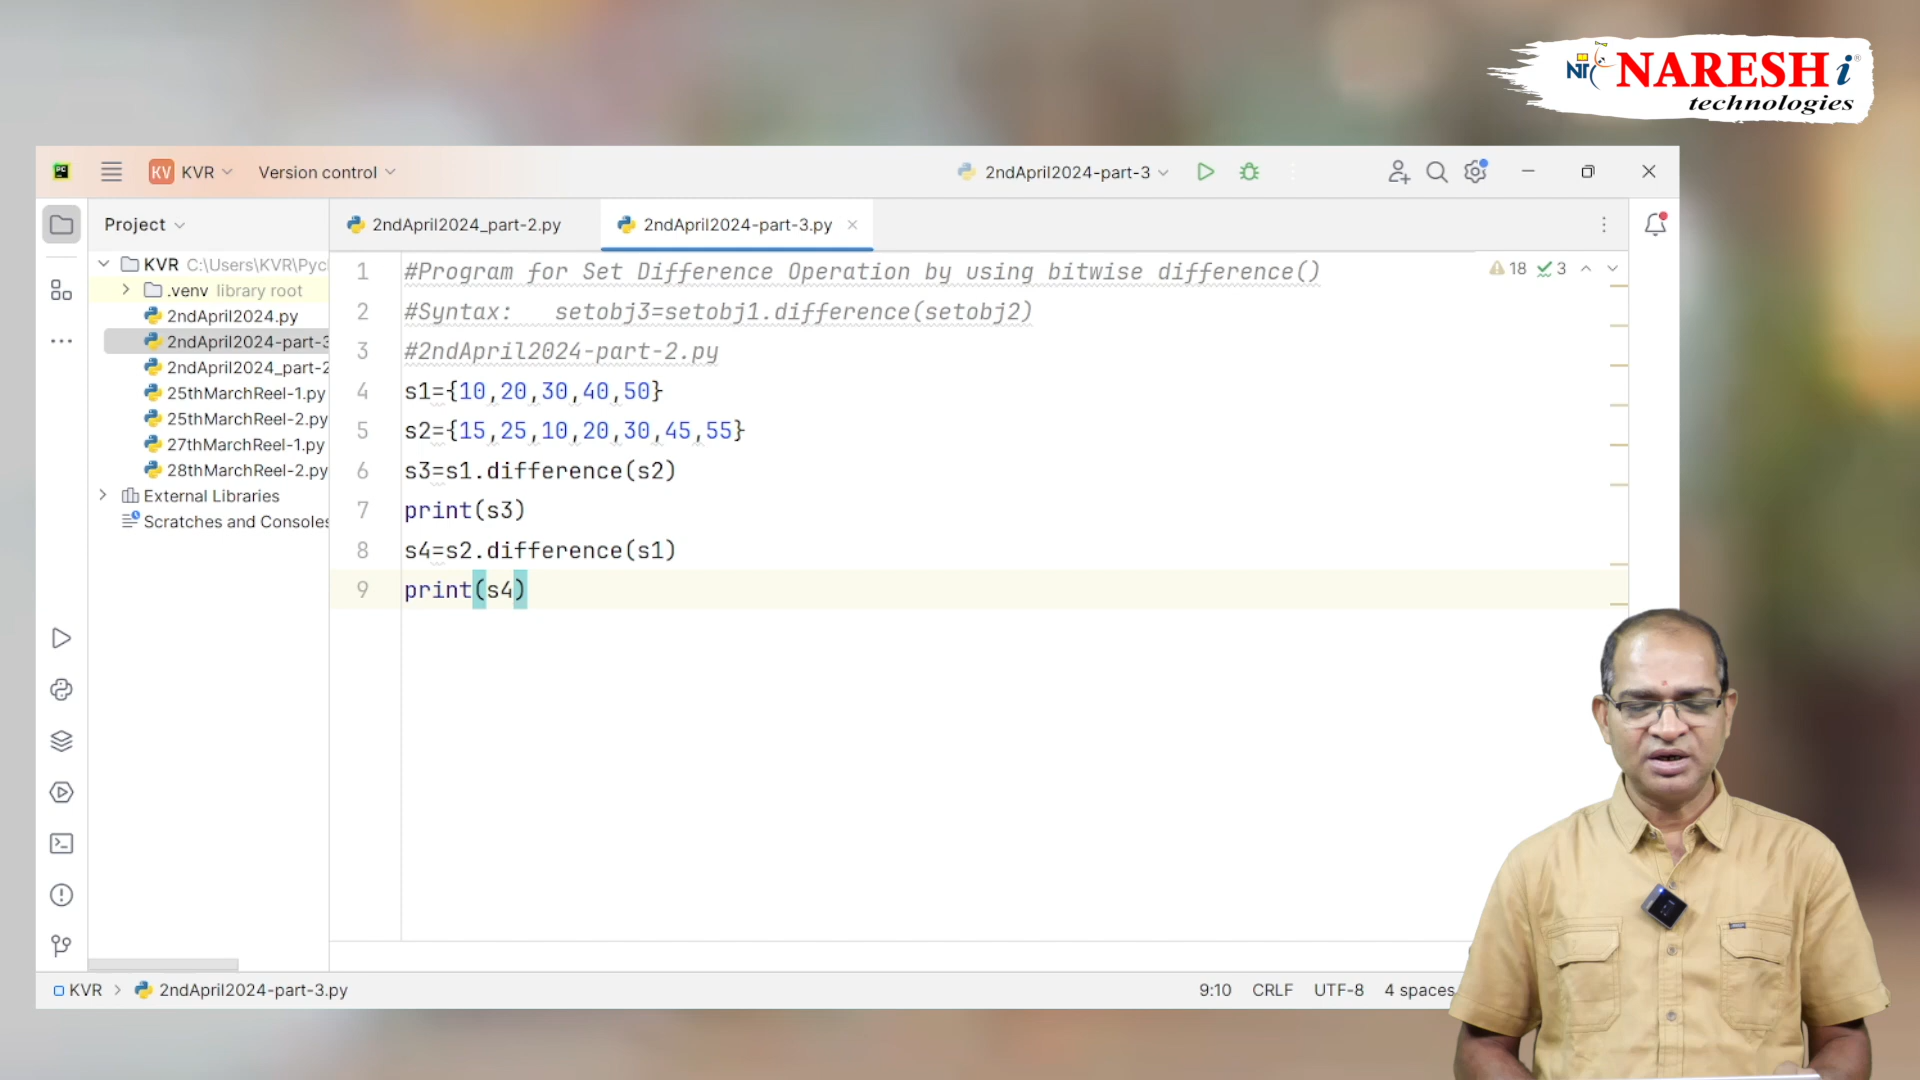 NT NARESH i
technologies
PC KV KVR Version control 2ndApril2024-part-3
Project 2ndApril2024_part-2.py 2ndApril2024-part-3.py
KVR C:\Users\KVR\Pyc
.venv library root
2ndApril2024.py
2ndApril2024-part-3
2ndApril2024_part-2
25thMarchReel-1.py
25thMarchReel-2.py
27thMarchReel-1.py
28thMarchReel-2.py
External Libraries
Scratches and Consoles
18 3
1 #Program for Set Difference Operation by using bitwise difference()
2 #Syntax: setobj3=setobj1.difference(setobj2)
3 #2ndApril2024-part-2.py
4 s1={10,20,30,40,50}
5 s2={15,25,10,20,30,45,55}
6 s3=s1.difference(s2)
7 print(s3)
8 s4=s2.difference(s1)
9 print(s4)
KVR > 2ndApril2024-part-3.py 9:10 CRLF UTF-8 4 spaces